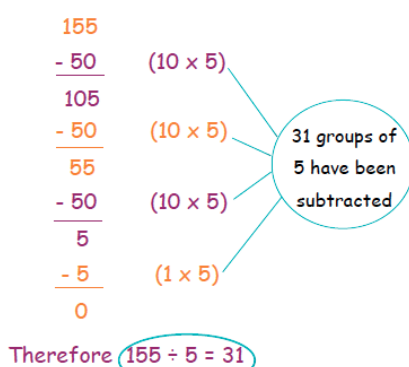 155
- 50 (10 x 5)
105
- 50 (10 x 5)
55
- 50 (10 x 5)
5
- 5 (1 x 5)
0
31 groups of
5 have been
subtracted
Therefore 155 ÷ 5 = 31